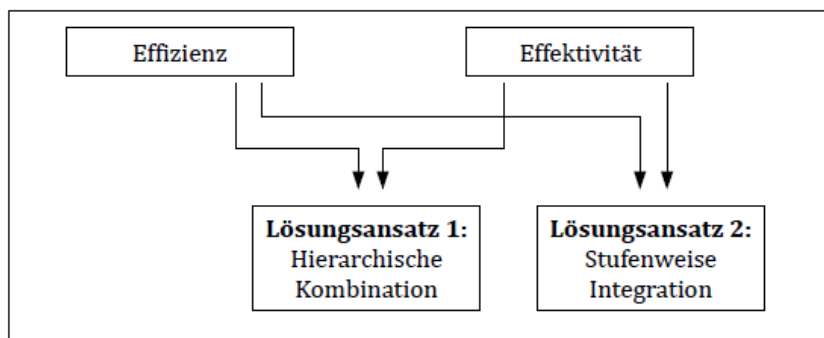 Effizienz
Effektivität
Lösungsansatz 1:
Hierarchische
Kombination
Lösungsansatz 2:
Stufenweise
Integration